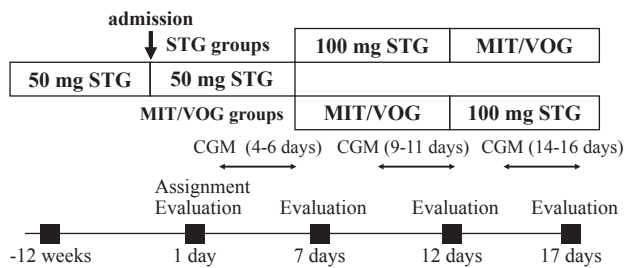 admission
STG groups
100 mg STG
MIT/VOG
50 mg STG
50 mg STG
MIT/VOG groups
MIT/VOG
100 mg STG
CGM (4-6 days)
CGM (9-11 days)
CGM (14-16 days)
Assignment
Evaluation
Evaluation
Evaluation
Evaluation
-12 weeks
1 day
7 days
12 days
17 days